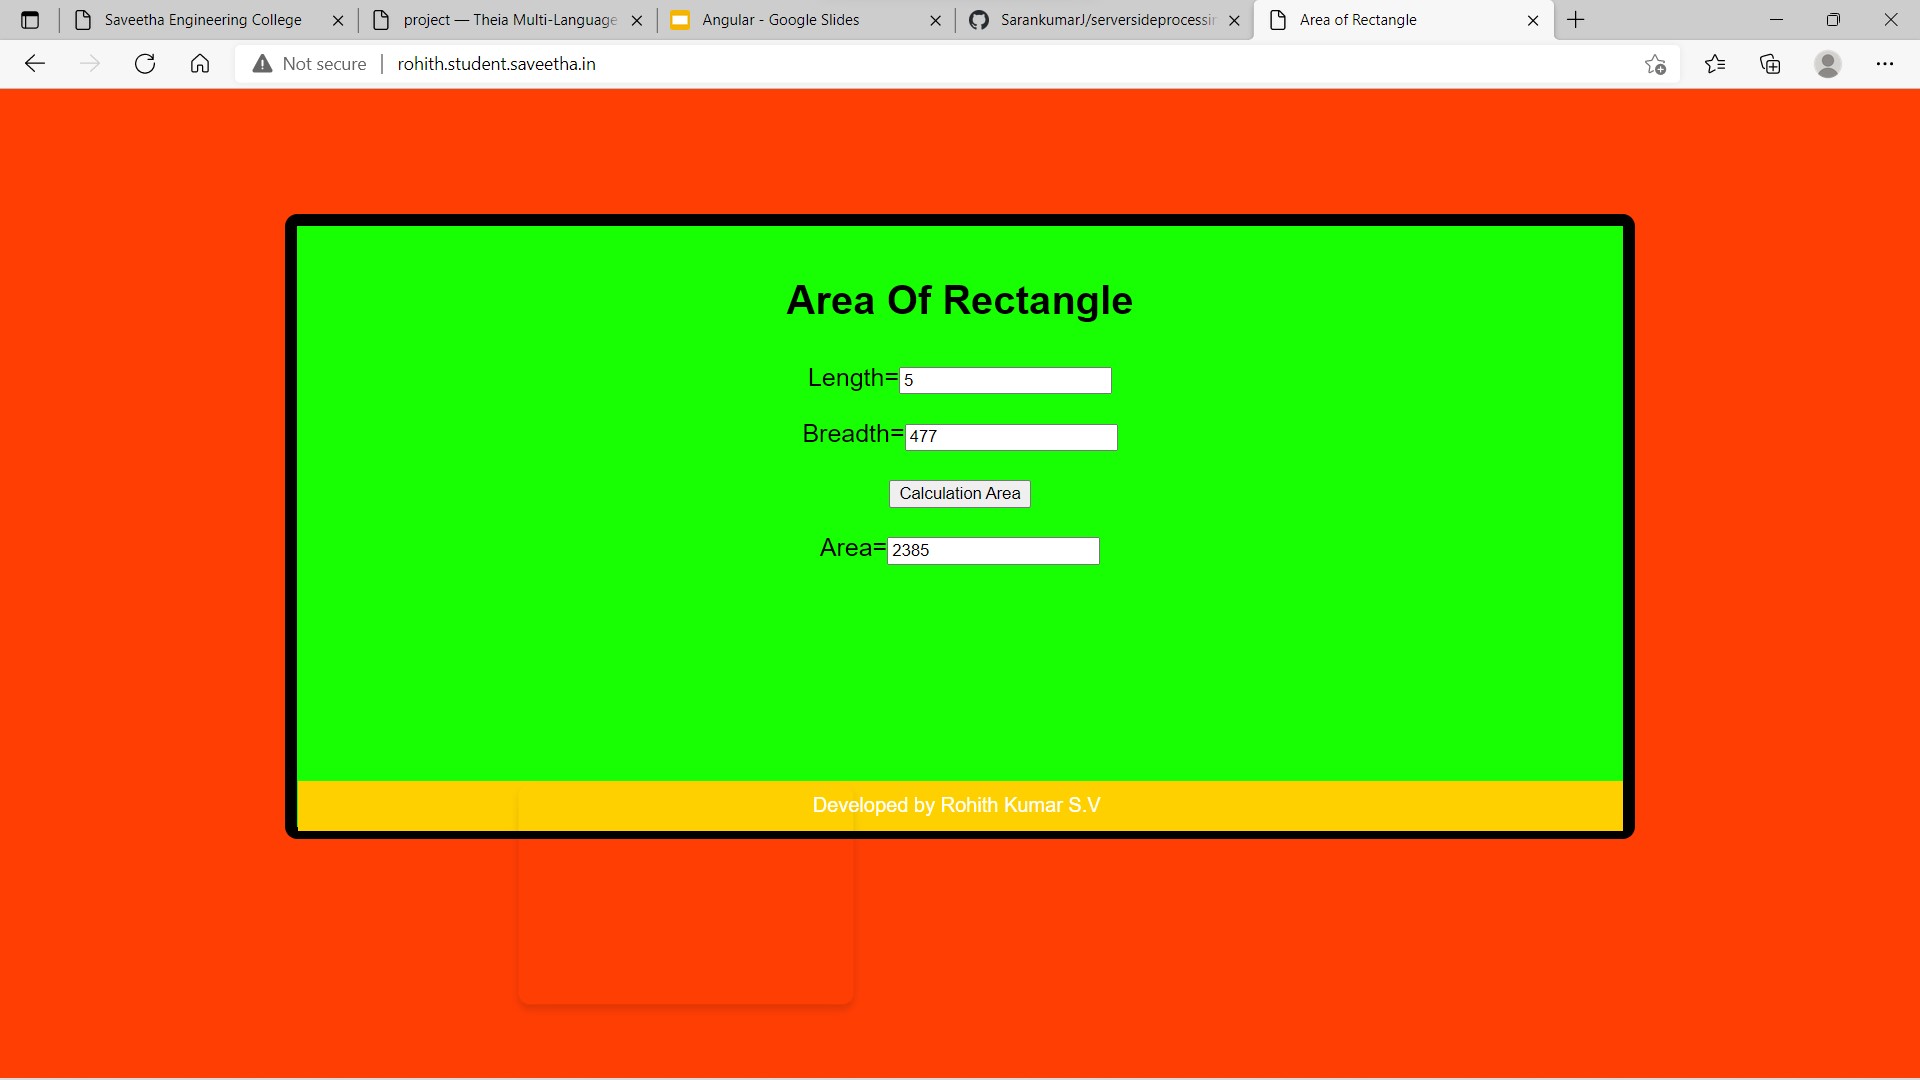 Saveetha Engineering College
project — Theia Multi-Language
Angular - Google Slides
SarankumarJ/serversideprocessin
Area of Rectangle
Not secure
rohith.student.saveetha.in
Area Of Rectangle
Length=5
Breadth=477
Calculation Area
Area=2385
Developed by Rohith Kumar S.V